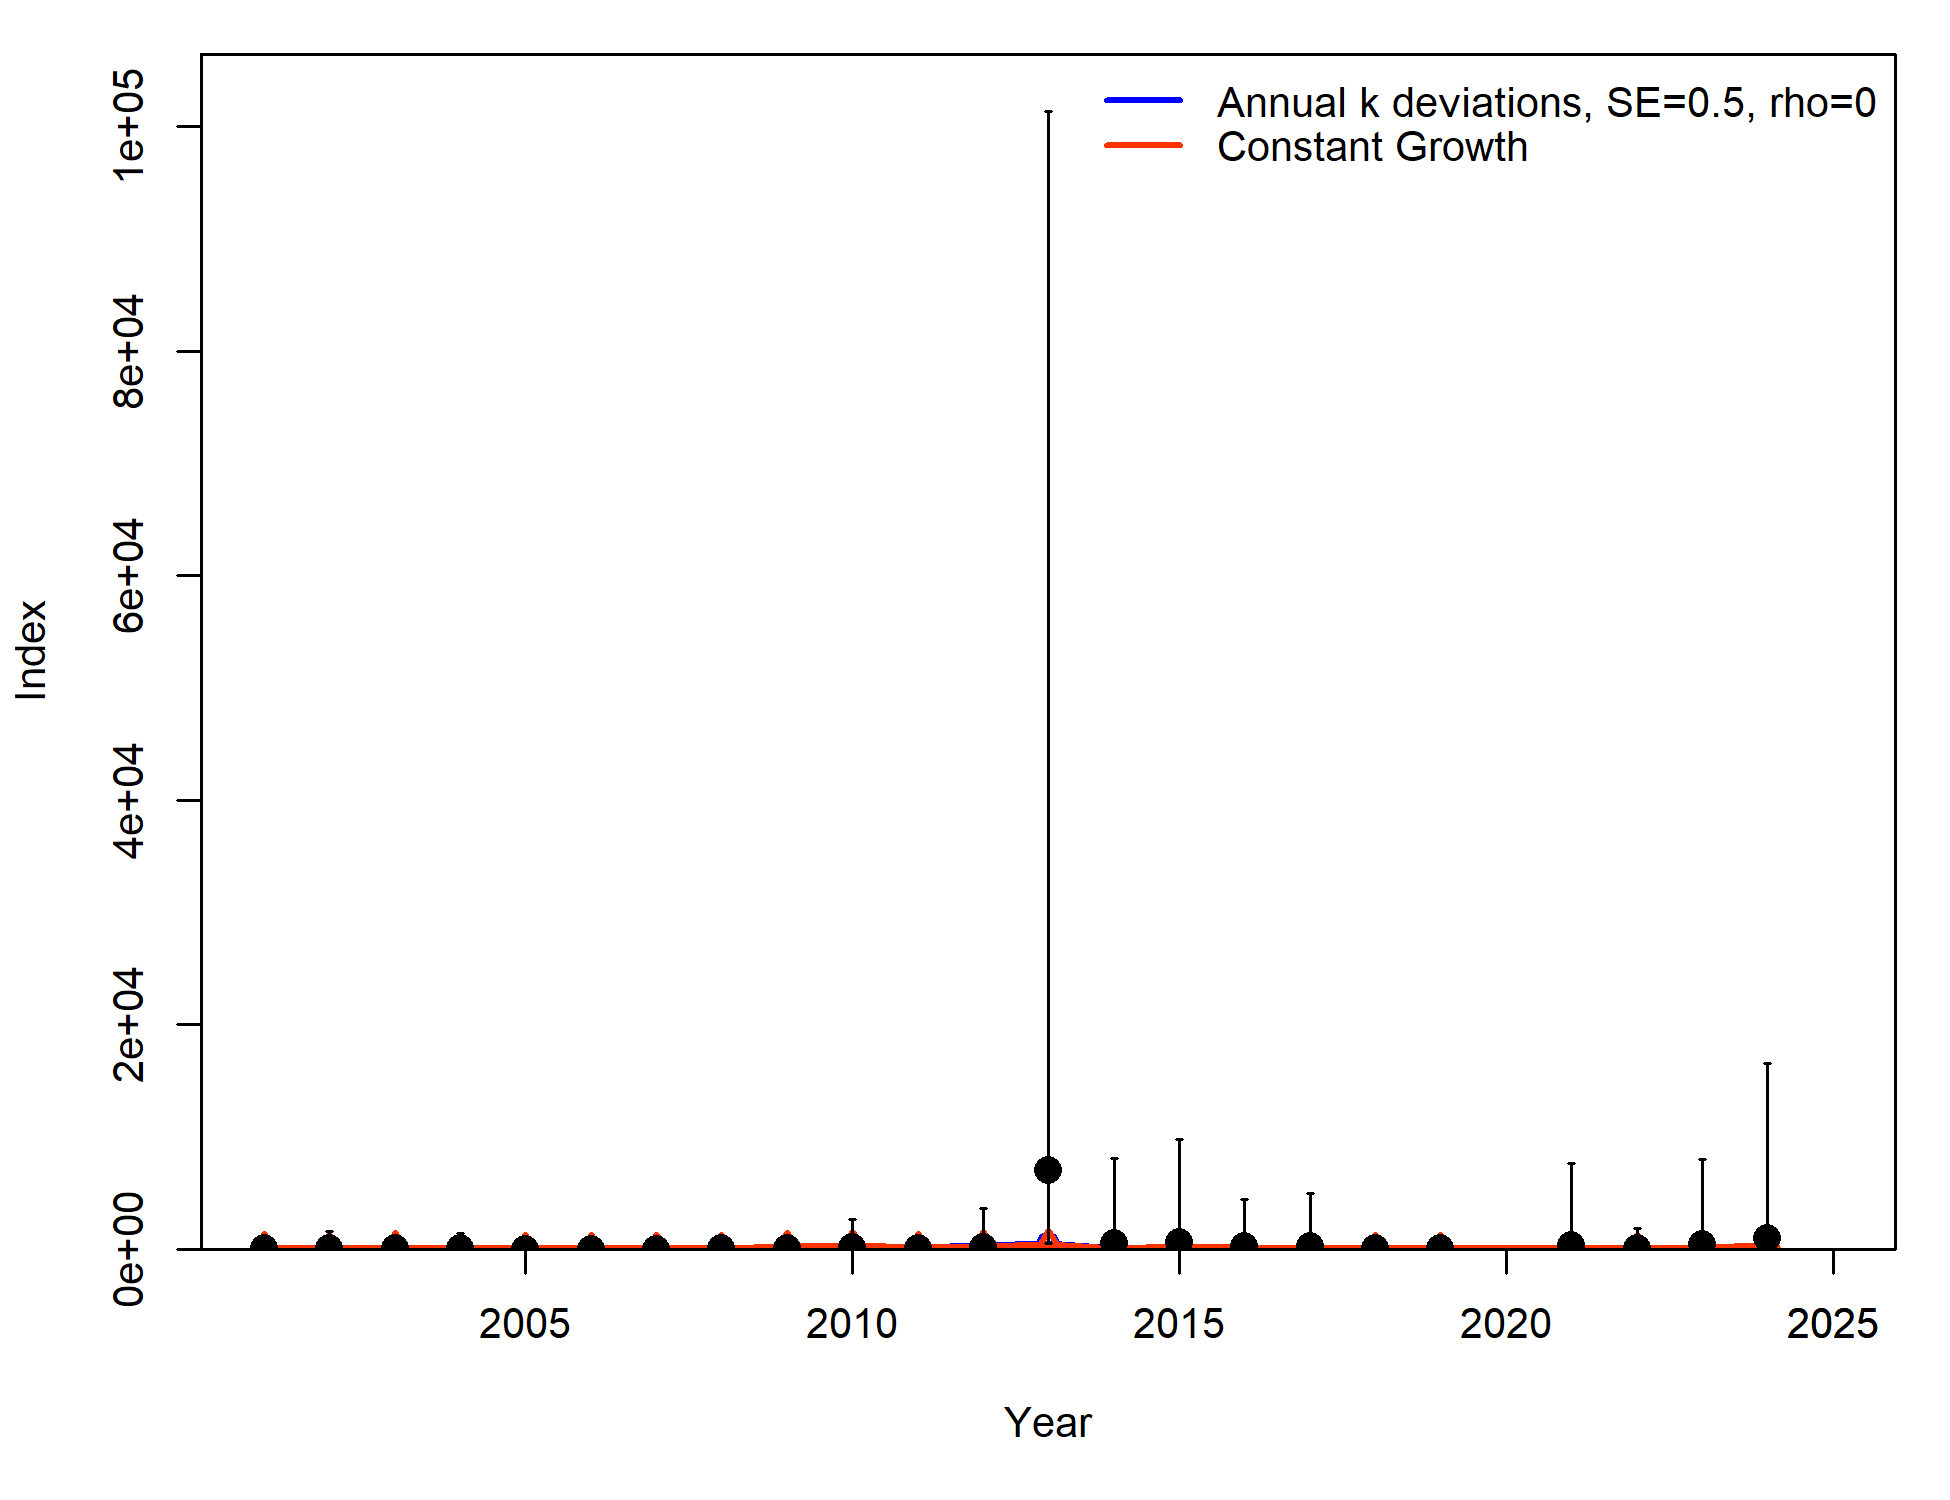 Annual k deviations, SE=0.5, rho=0
Constant Growth
1e+05
8e+04
6e+04
4e+04
2e+04
0e+00
Index
2005 2010 2015 2020 2025
Year